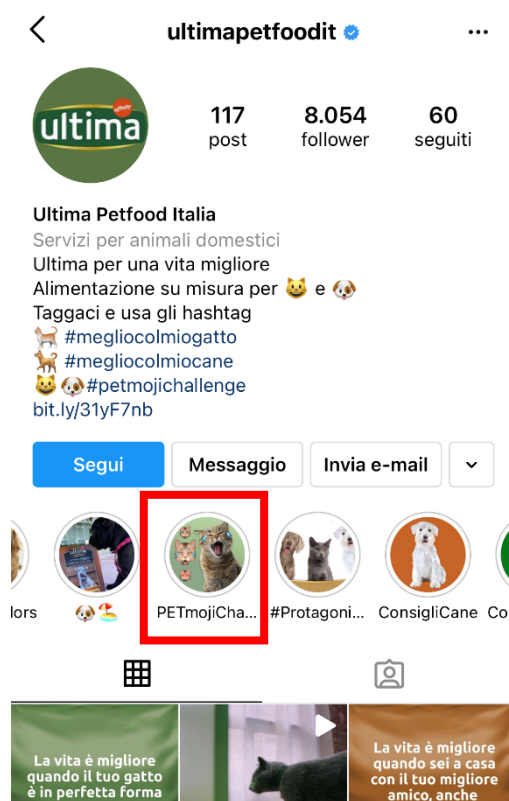 ultimapetfoodit
ultima
affinity
117
post
8.054
follower
60
seguiti
Ultima Petfood Italia
Servizi per animali domestici
Ultima per una vita migliore
Alimentazione su misura per 😺 e 🐶
Taggaci e usa gli hashtag
🐈 #megliocolmiogatto
🐕 #megliocolmiocane
😺 🐶#petmojichallenge
bit.ly/31yF7nb
Segui
Messaggio
Invia e-mail
lors
🐶 🏖️
PETmojiCha...
#Protagoni...
ConsigliCane
Co
La vita è migliore
quando il tuo gatto
è in perfetta forma
La vita è migliore
quando sei a casa
con il tuo migliore
amico, anche